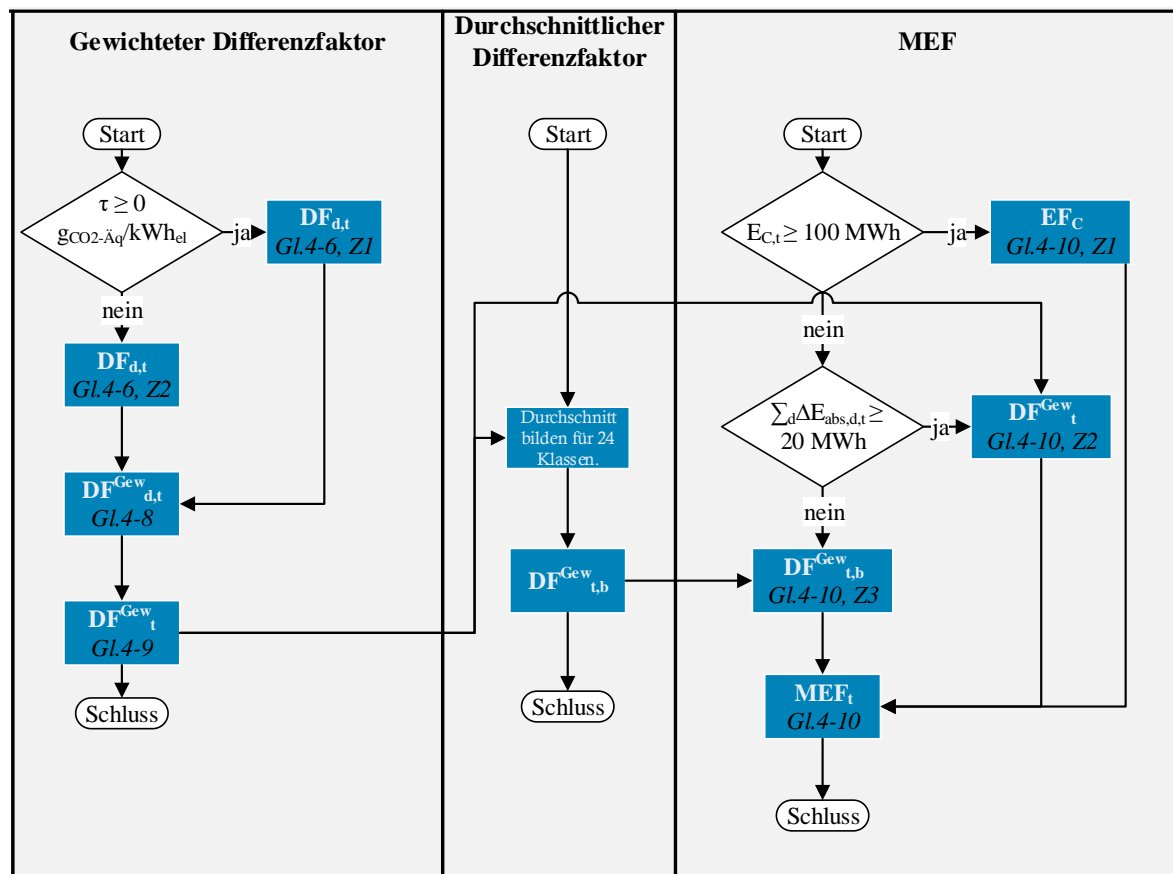 Gewichteter Differenzfaktor
Start
τ ≥ 0
gCO2-Äq/kWhel
ja
DFd,t
Gl.4-6, Z1
nein
DFd,t
Gl.4-6, Z2
DFGewd,t
Gl.4-8
DFGewt
Gl.4-9
Schluss
Durchschnittlicher
Differenzfaktor
Start
Durchschnitt
bilden für 24
Klassen.
DFGewt,b
Schluss
MEF
Start
EC,t ≥ 100 MWh
ja
EFC
Gl.4-10, Z1
nein
∑dΔEabs,d,t ≥
20 MWh
ja
DFGewt
Gl.4-10, Z2
nein
DFGewt,b
Gl.4-10, Z3
MEFt
Gl.4-10
Schluss